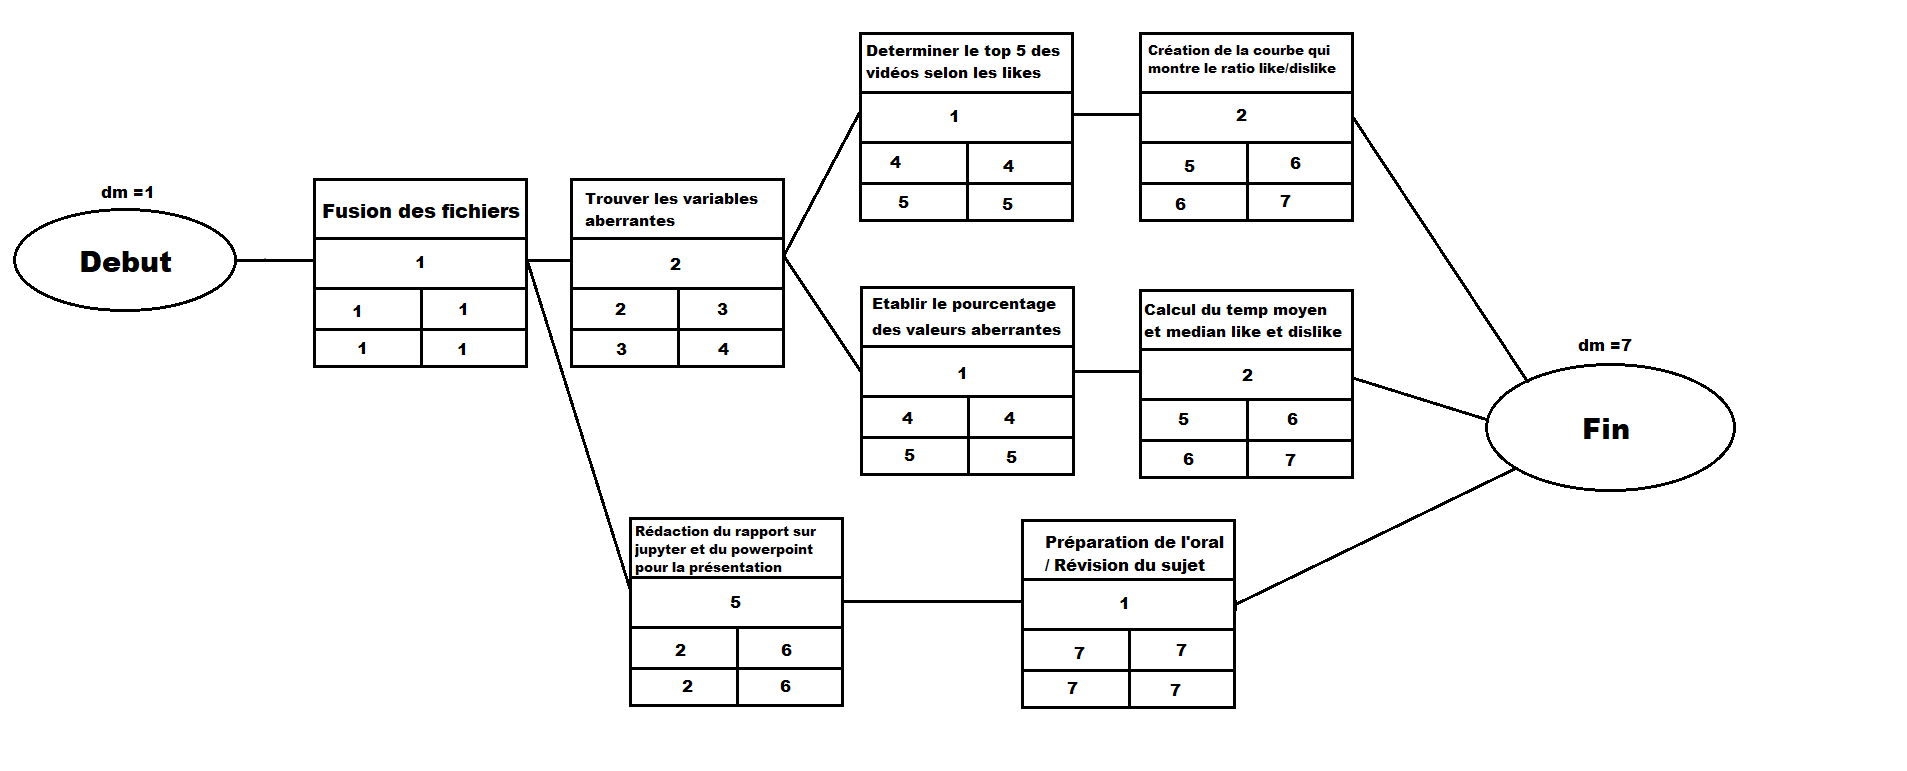 dm =1
Debut
Fusion des fichiers
1
1 1
1 1
Trouver les variables
aberrantes
2
2 3
3 4
Determiner le top 5 des
vidéos selon les likes
1
4 4
5 5
Création de la courbe qui
montre le ratio like/dislike
2
5 6
6 7
Etablir le pourcentage
des valeurs aberrantes
1
4 4
5 5
Calcul du temp moyen
et median like et dislike
2
5 6
6 7
Rédaction du rapport sur
jupyter et du powerpoint
pour la présentation
5
2 6
2 6
Préparation de l'oral
/ Révision du sujet
1
7 7
7 7
dm =7
Fin